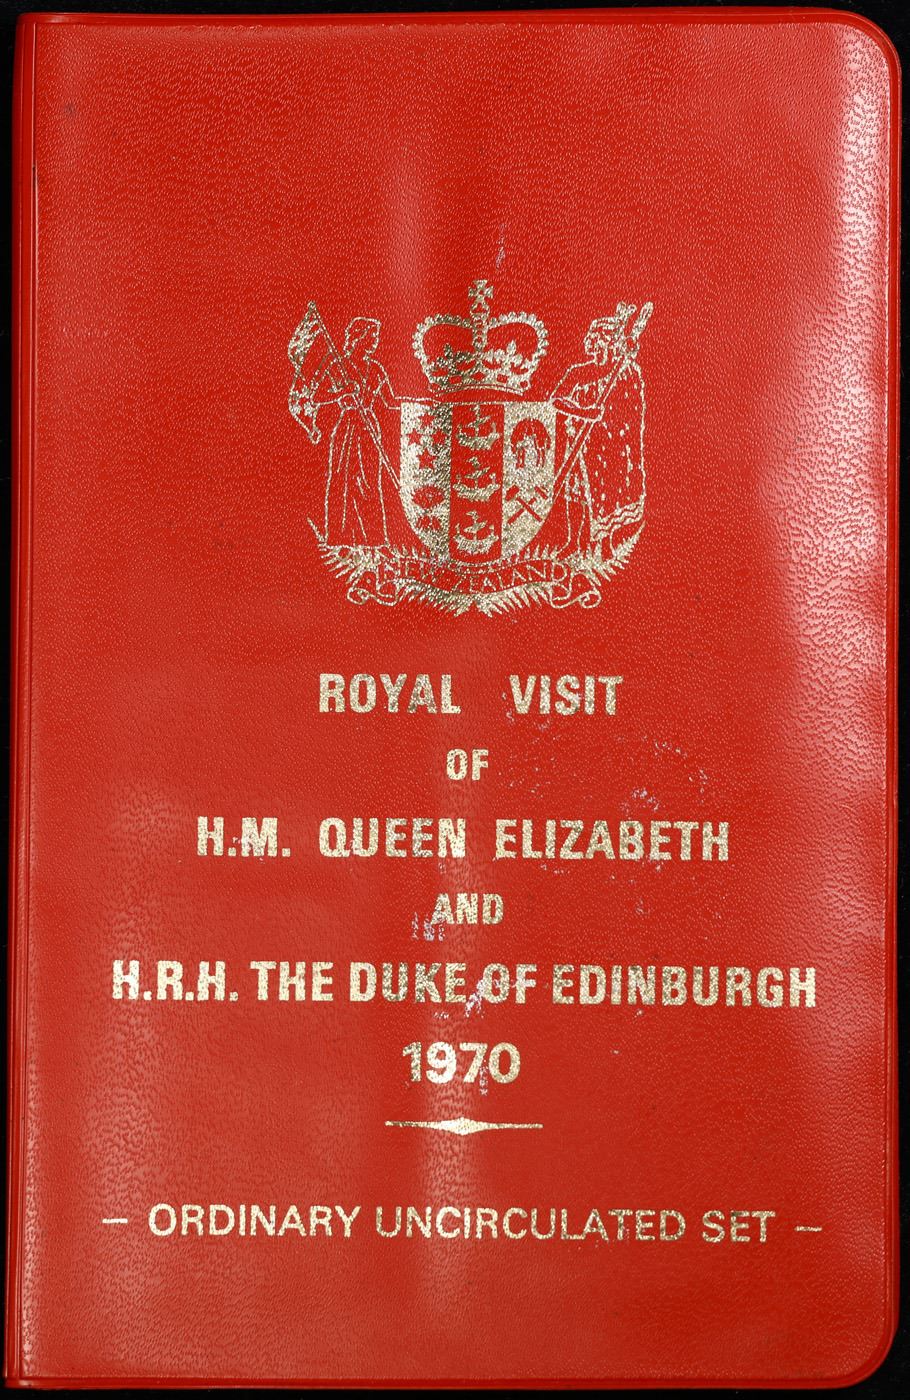 NEW ZEALAND
ROYAL VISIT
OF
H.M. QUEEN ELIZABETH
AND
H.R.H. THE DUKE OF EDINBURGH
1970
– ORDINARY UNCIRCULATED SET –